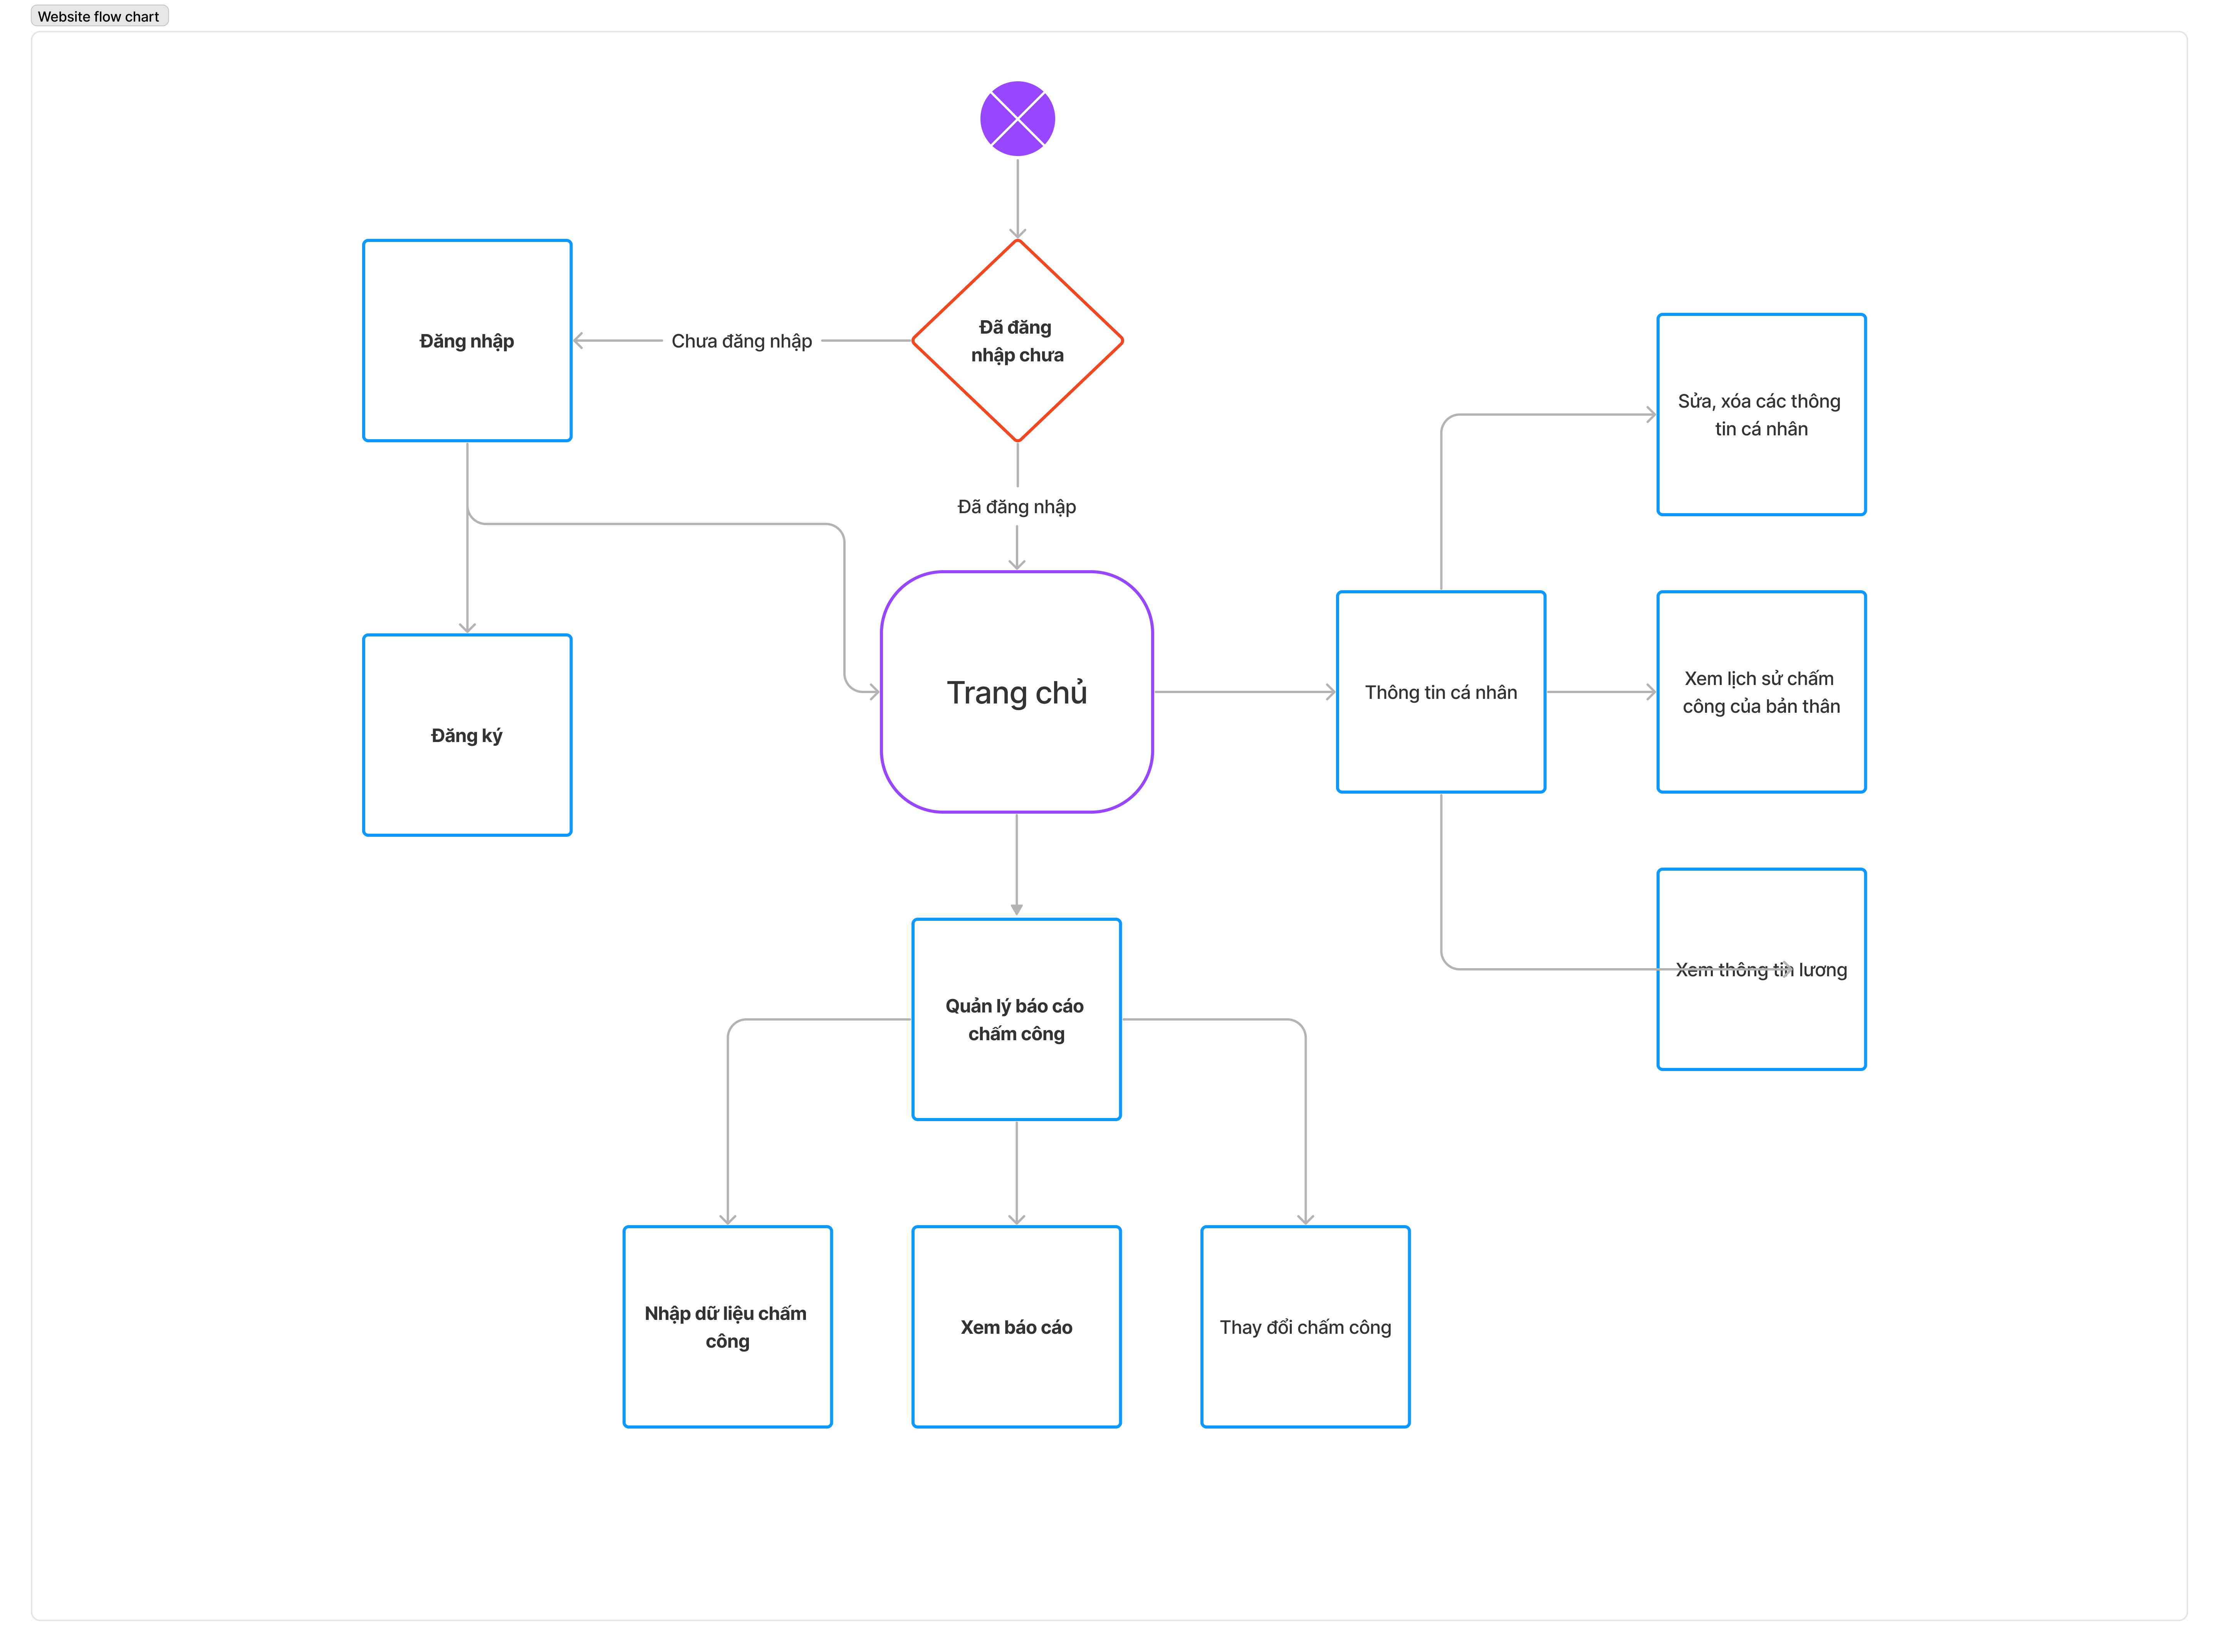 Website flow chart
Đã đăng
nhập chưa
Chưa đăng nhập
Đăng nhập
Đã đăng nhập
Đăng ký
Trang chủ
Thông tin cá nhân
Sửa, xóa các thông
tin cá nhân
Xem lịch sử chấm
công của bản thân
Xem thông tin lương
Quản lý báo cáo
chấm công
Nhập dữ liệu chấm
công
Xem báo cáo
Thay đổi chấm công